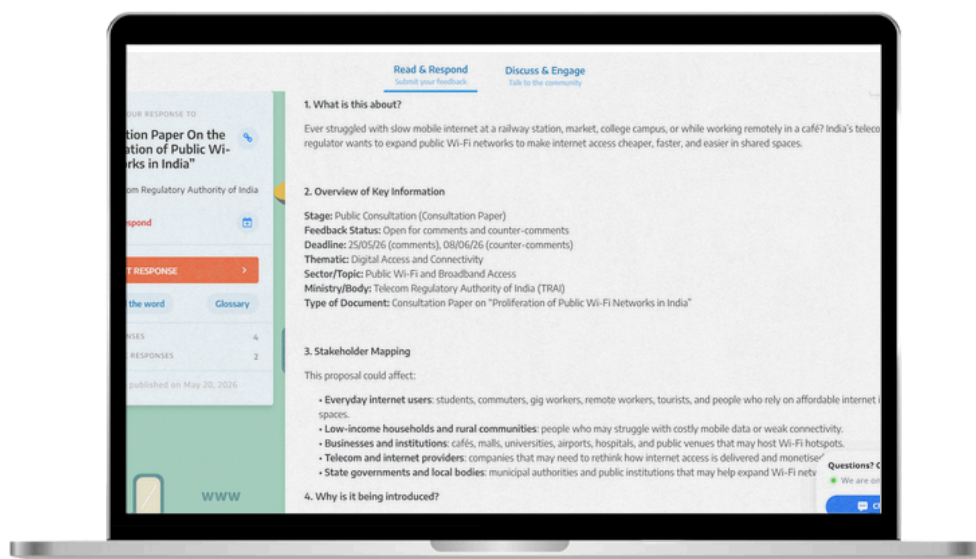 Read & Respond
Submit your feedback
Discuss & Engage
Talk to the community
OUR RESPONSE TO
tion Paper On the
ation of Public Wi-
rks in India”
om Regulatory Authority of India
spond
T RESPONSE
the word
Glossary
NSES 4
RESPONSES 2
published on May 20, 2026
www
1. What is this about?
Ever struggled with slow mobile internet at a railway station, market, college campus, or while working remotely in a café? India’s teleco
regulator wants to expand public Wi-Fi networks to make internet access cheaper, faster, and easier in shared spaces.
2. Overview of Key Information
Stage: Public Consultation (Consultation Paper)
Feedback Status: Open for comments and counter-comments
Deadline: 25/05/26 (comments), 08/06/26 (counter-comments)
Thematic: Digital Access and Connectivity
Sector/Topic: Public Wi-Fi and Broadband Access
Ministry/Body: Telecom Regulatory Authority of India (TRAI)
Type of Document: Consultation Paper on “Proliferation of Public Wi-Fi Networks in India”
3. Stakeholder Mapping
This proposal could affect:
• Everyday internet users: students, commuters, gig workers, remote workers, tourists, and people who rely on affordable internet i
spaces.
• Low-income households and rural communities: people who may struggle with costly mobile data or weak connectivity.
• Businesses and institutions: cafés, malls, universities, airports, hospitals, and public venues that may host Wi-Fi hotspots.
• Telecom and internet providers: companies that may need to rethink how internet access is delivered and monetised
• State governments and local bodies: municipal authorities and public institutions that may help expand Wi-Fi netw
4. Why is it being introduced?
Questions? C
We are on